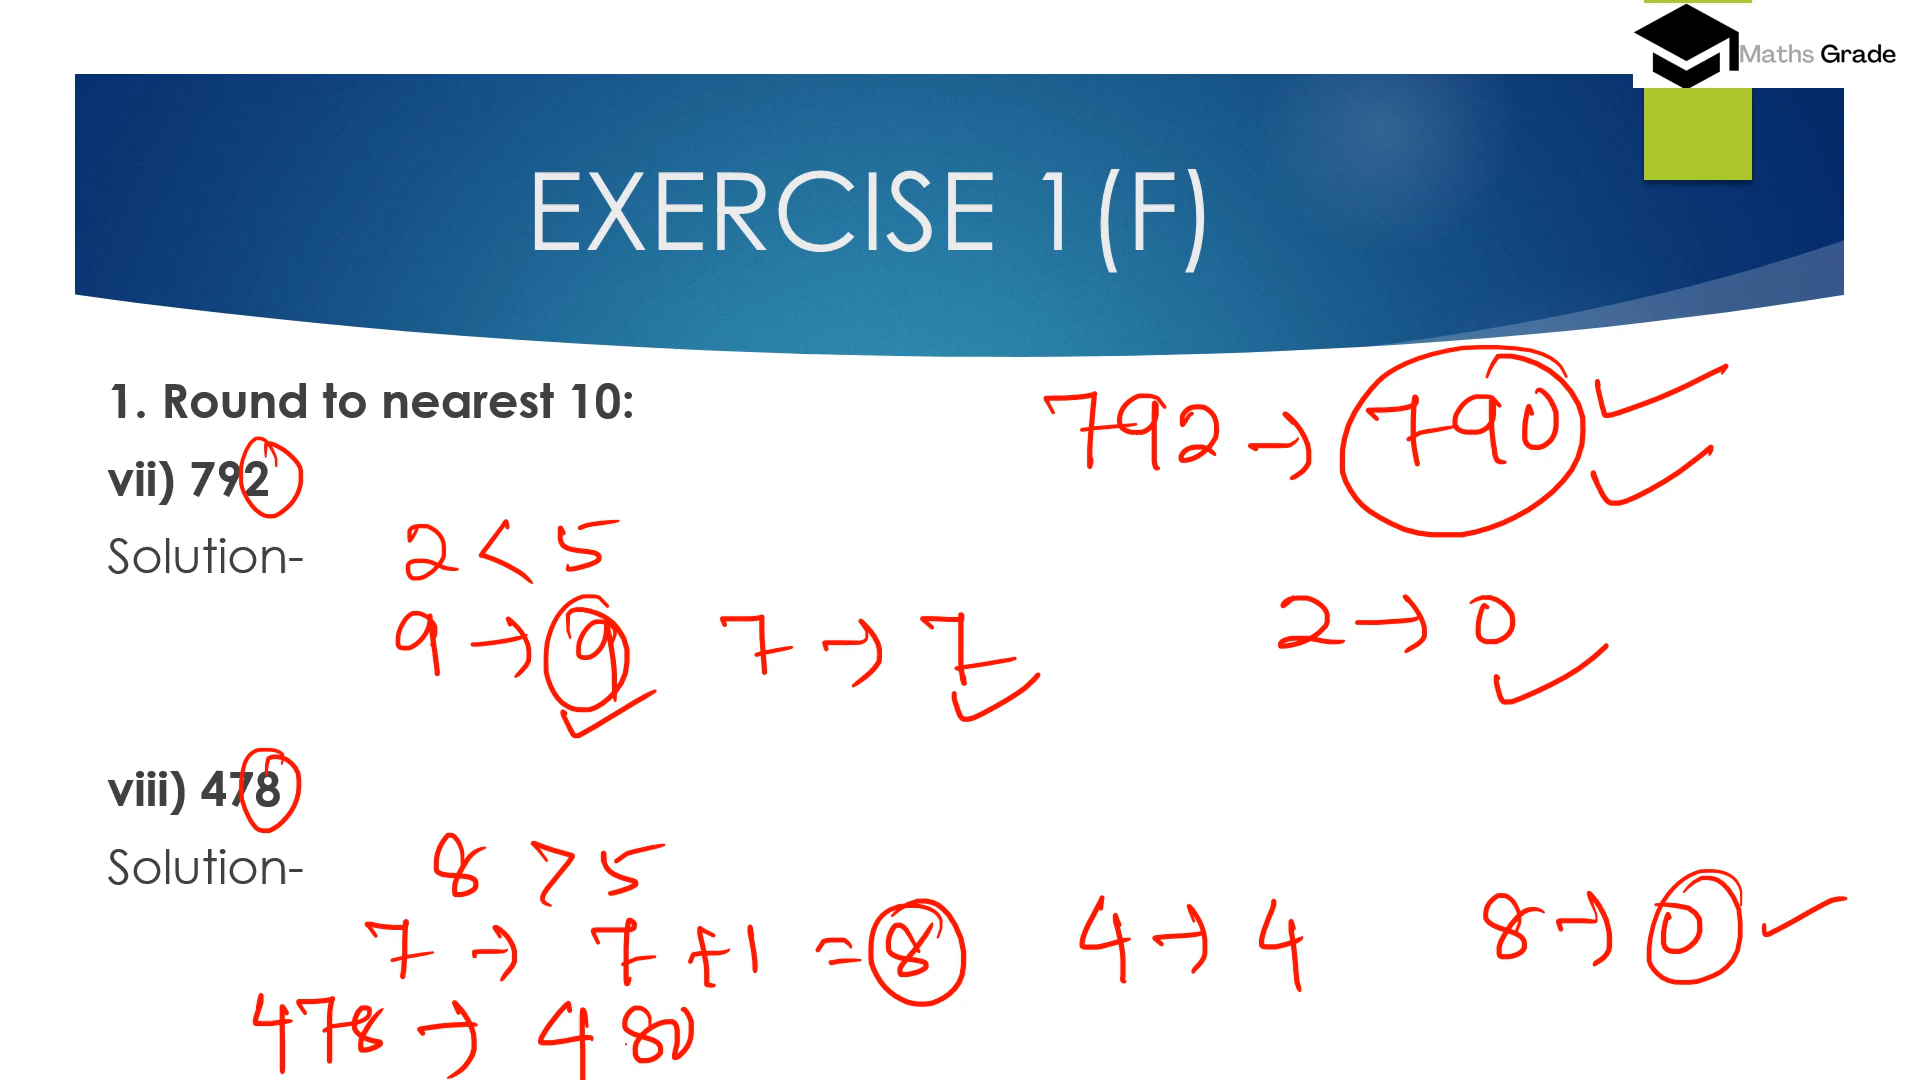 Maths Grade
EXERCISE 1(F)
1. Round to nearest 10:
792 → 790
vii) 792
Solution-
2 < 5
9 → 9 7 → 7 2 → 0
viii) 478
Solution-
8 > 5
7 → 7 + 1 = 8 4 → 4 8 → 0
478 → 480